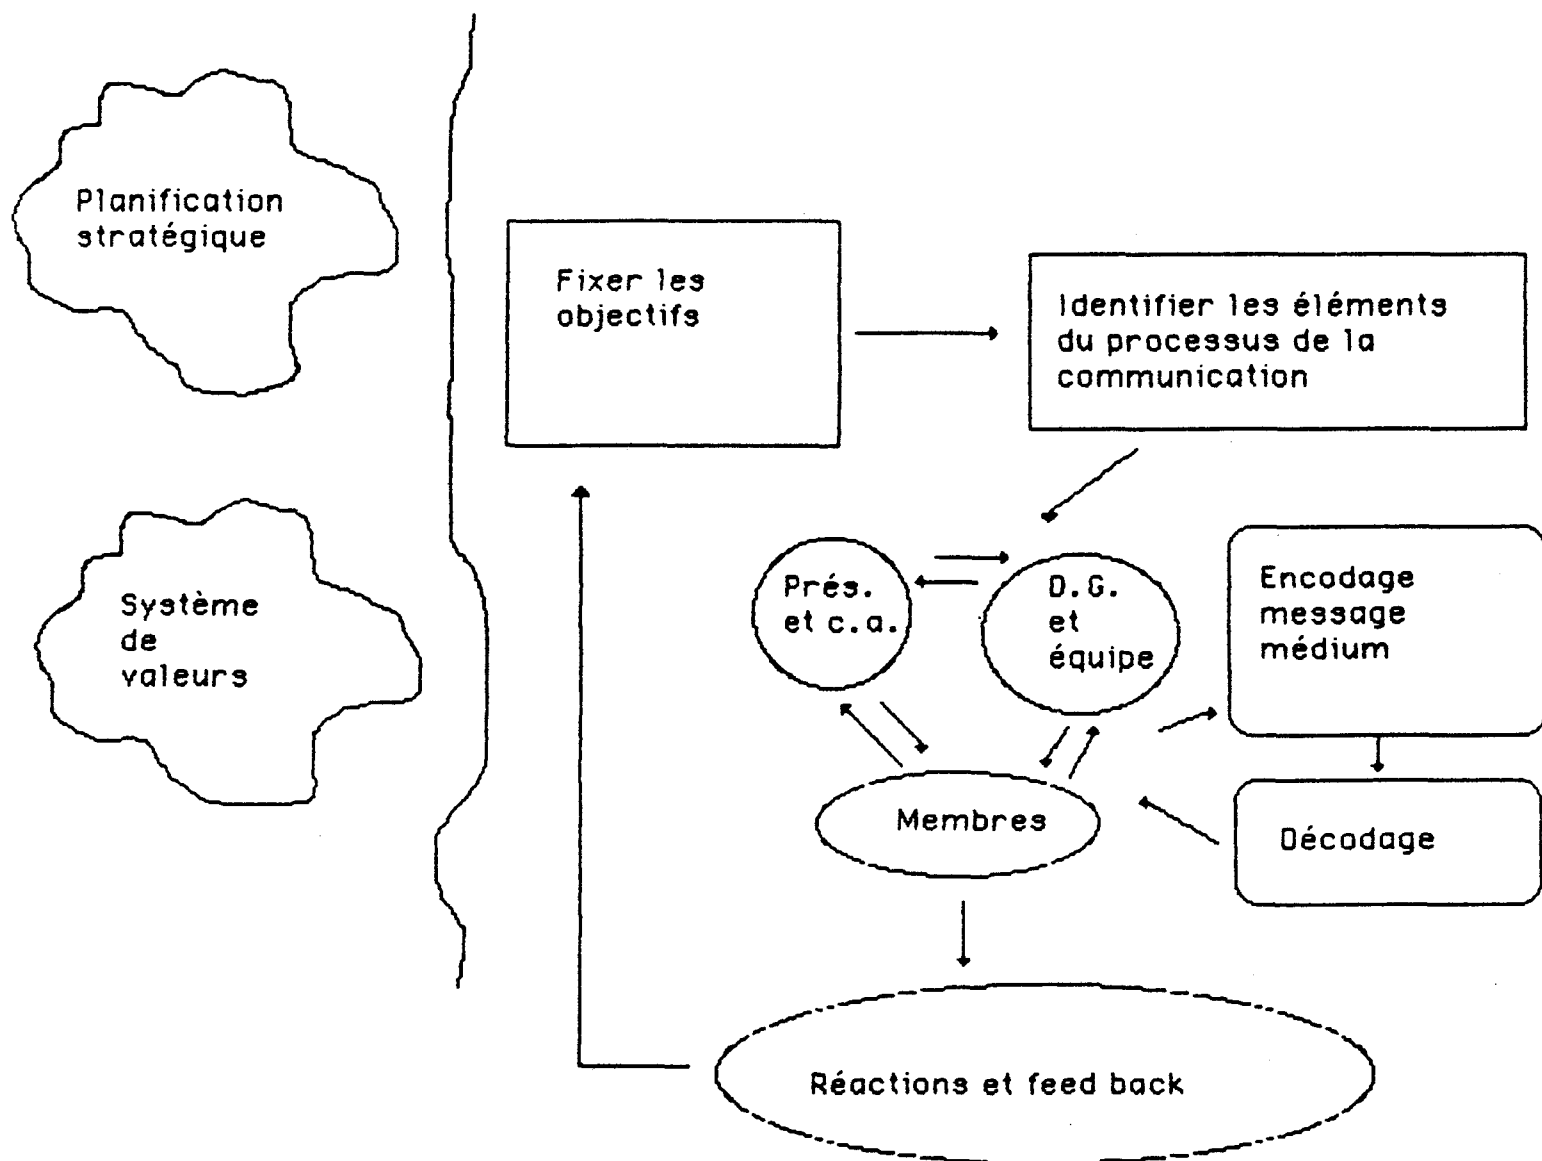 Planification
stratégique
Fixer les
objectifs
Identifier les éléments
du processus de la
communication
Système
de
valeurs
Prés.
et c.a.
D.G.
et
équipe
Encodage
message
médium
Membres
Décodage
Réactions et feed back